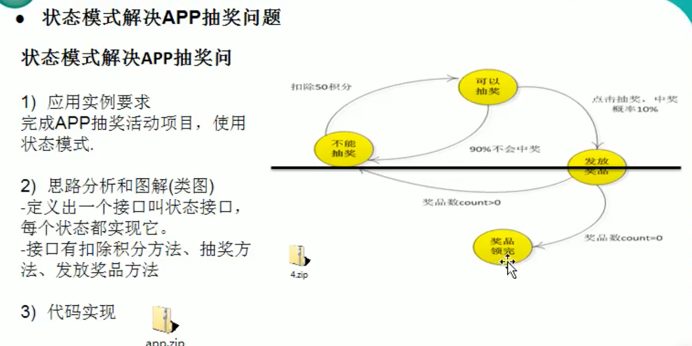 状态模式解决APP抽奖问题
状态模式解决APP抽奖问
1) 应用实例要求
完成APP抽奖活动项目，使用
状态模式.
2) 思路分析和图解(类图)
-定义出一个接口叫状态接口，
每个状态都实现它。
-接口有扣除积分方法、抽奖方
法、发放奖品方法
3) 代码实现
app.zip
4.zip
扣除50积分
可以
抽奖
点击抽奖，中奖
概率10%
不能
抽奖
90%不会中奖
发放
奖品
奖品数count>0
奖品数count=0
奖品
领完